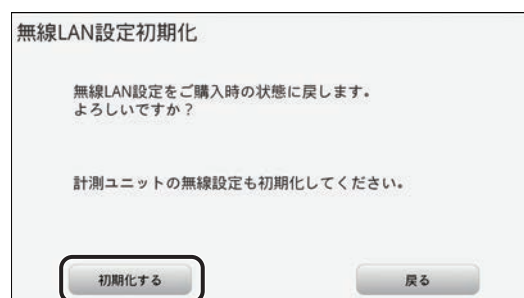 無線LAN設定初期化
無線LAN設定をご購入時の状態に戻します。
よろしいですか？
計測ユニットの無線設定も初期化してください。
初期化する
戻る